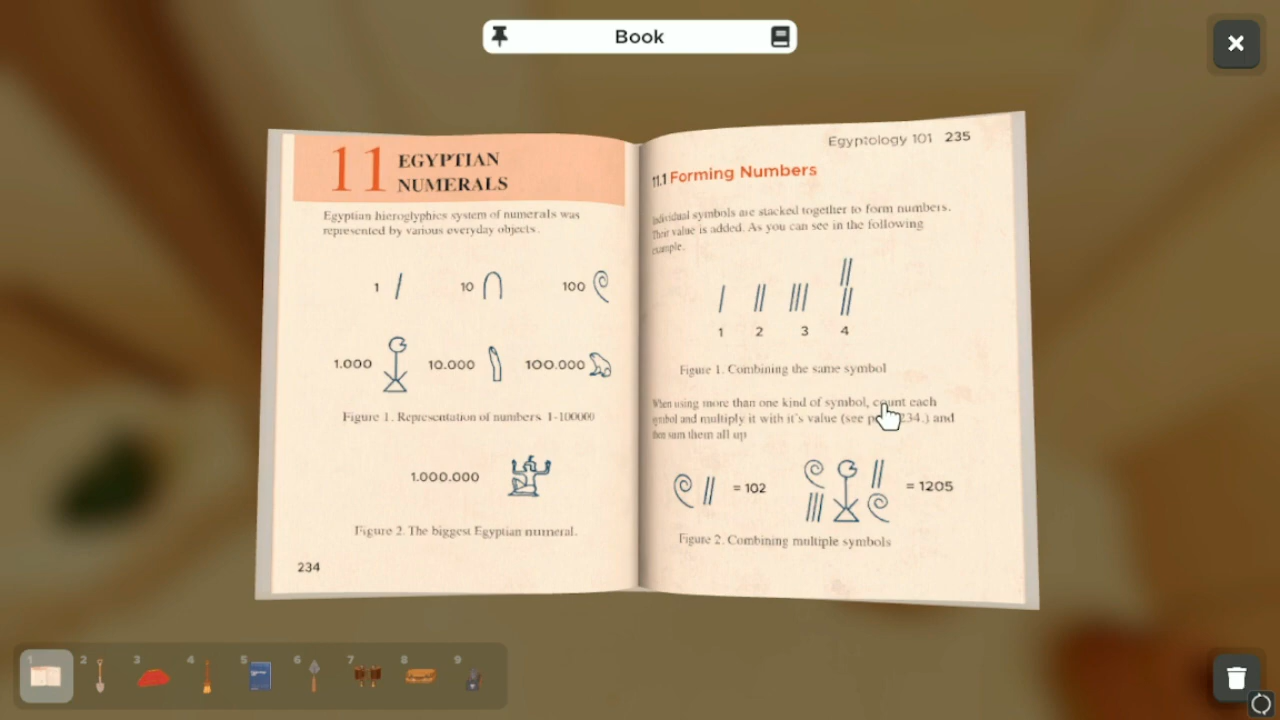 Book
11 EGYPTIAN
NUMERALS
Egyptian hieroglyphics system of numerals was
represented by various everyday objects.
1 10 100
1.000 10.000 100.000
Figure 1. Representation of numbers 1-100000
1.000.000
Figure 2. The biggest Egyptian numeral.
234
Egyptology 101 235
11.1 Forming Numbers
Individual symbols are stacked together to form numbers.
Their value is added. As you can see in the following
example.
1 2 3 4
Figure 1. Combining the same symbol
When using more than one kind of symbol, count each
symbol and multiply it with it's value (see 234.) and
then sum them all up
= 102 = 1205
Figure 2. Combining multiple symbols
1 2 3 4 5 6 7 8 9